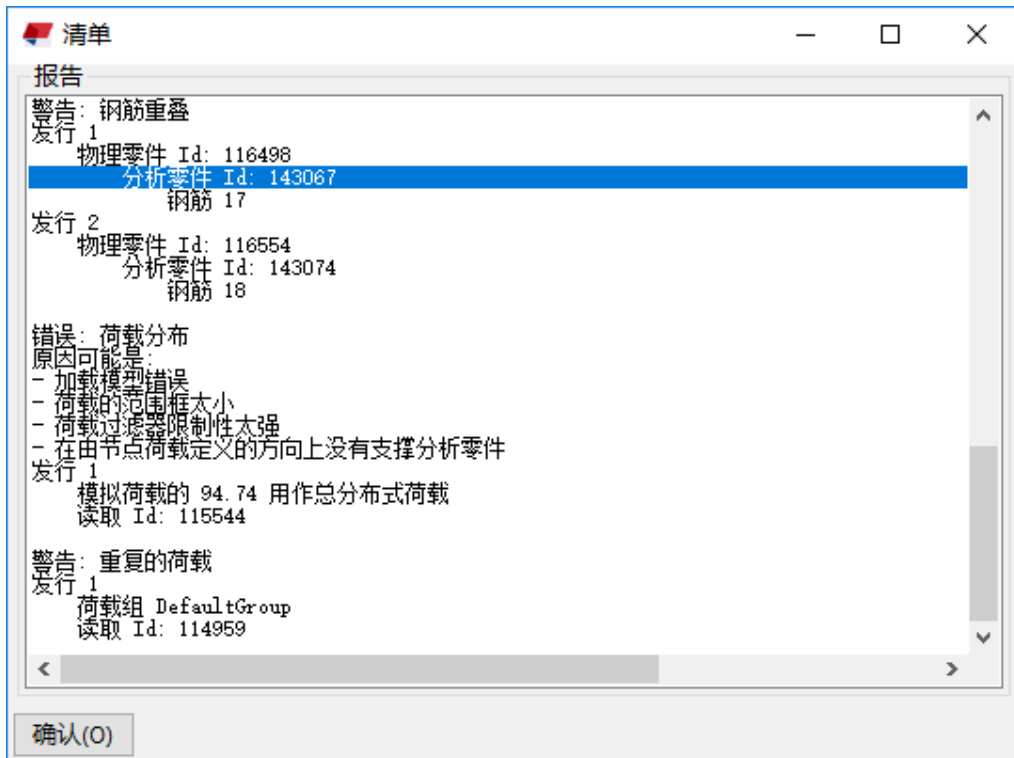 清单
报告
警告: 钢筋重叠
发行 1
物理零件 Id: 116498
分析零件 Id: 143067
钢筋 17
发行 2
物理零件 Id: 116554
分析零件 Id: 143074
钢筋 18
错误: 荷载分布
原因可能是:
- 加载模型错误
- 荷载的范围框太小
- 荷载过滤器限制性太强
- 在由节点荷载定义的方向上没有支撑分析零件
发行 1
模拟荷载的 94.74 用作总分布式荷载
读取 Id: 115544
警告: 重复的荷载
发行 1
荷载组 DefaultGroup
读取 Id: 114959
确认(O)